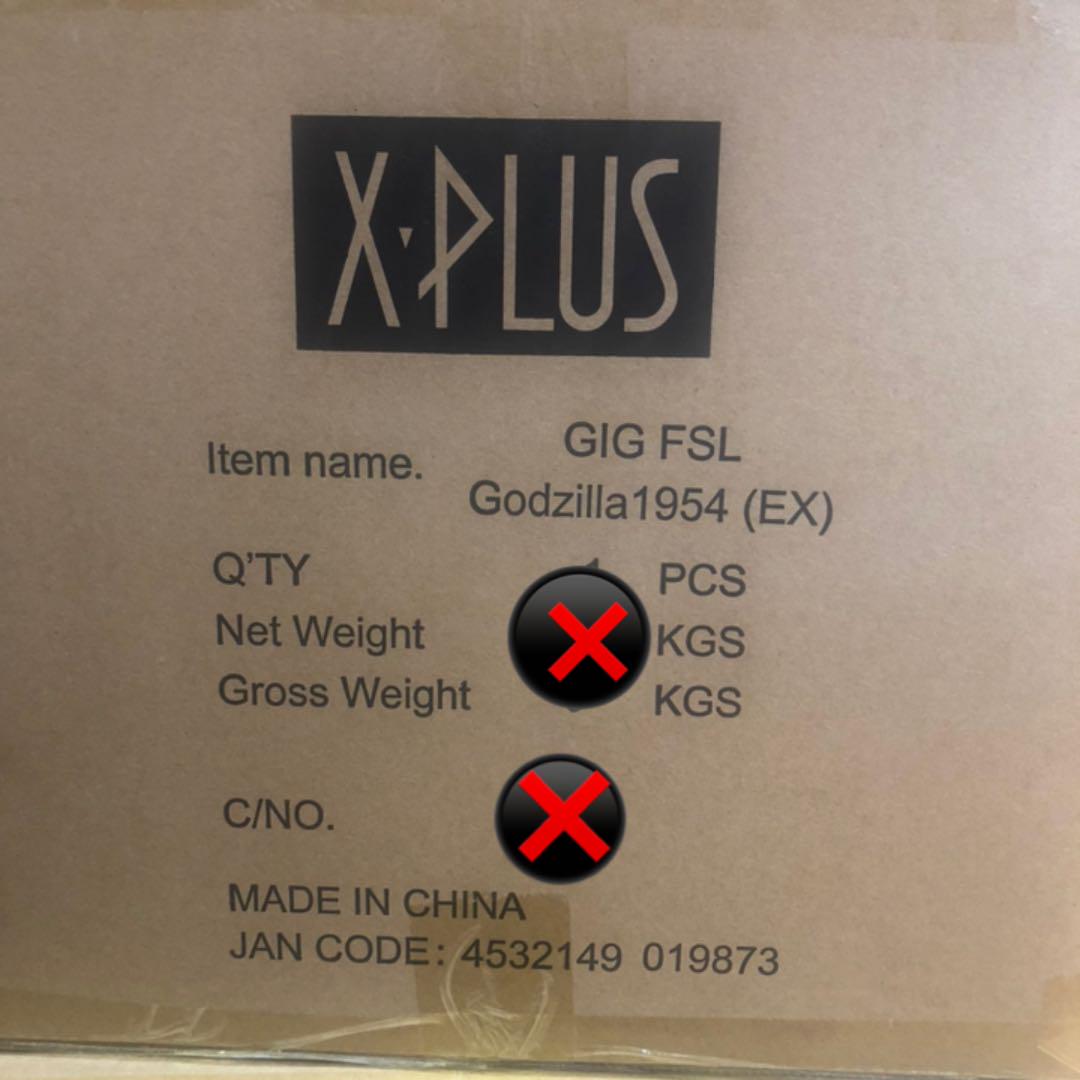 X·PLUS
Item name. GIG FSL
Godzilla1954 (EX)
Q'TY PCS
Net Weight KGS
Gross Weight KGS
C/NO.
MADE IN CHINA
JAN CODE: 4532149 019873